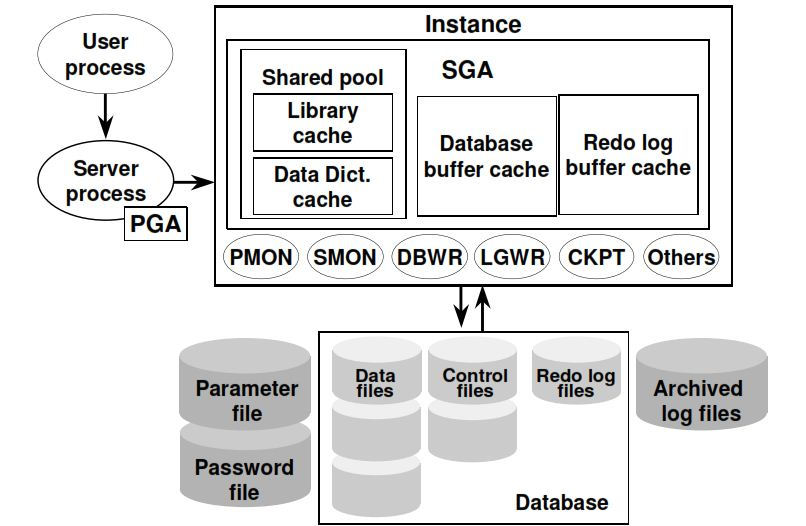 Instance
User
process
Server
process
PGA
SGA
Shared pool
Library
cache
Data Dict.
cache
Database
buffer cache
Redo log
buffer cache
PMON
SMON
DBWR
LGWR
CKPT
Others
Parameter
file
Password
file
Data
files
Control
files
Redo log
files
Database
Archived
log files